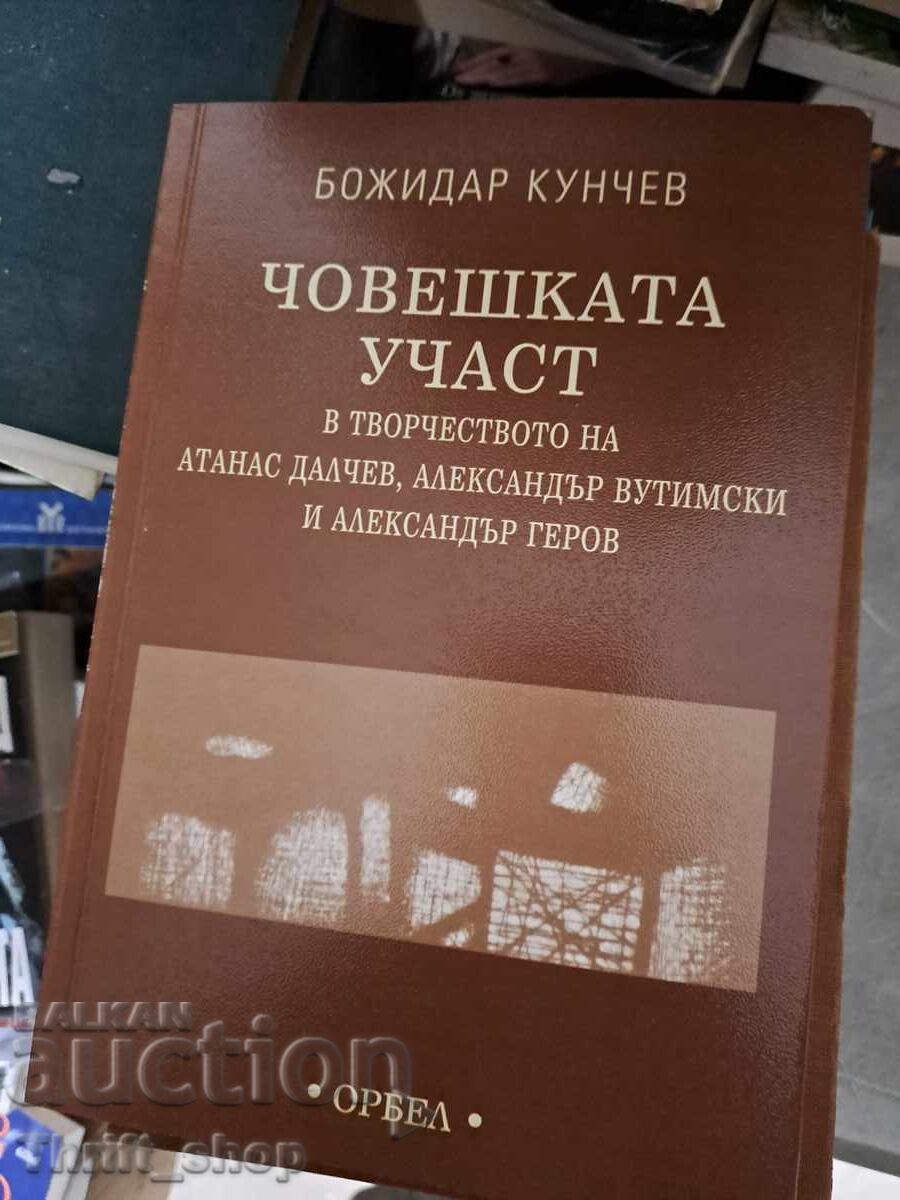 БОЖИДАР КУНЧЕВ
ЧОВЕШКАТА
УЧАСТ
В ТВОРЧЕСТВОТО НА
АТАНАС ДАЛЧЕВ, АЛЕКСАНДЪР ВУТИМСКИ
И АЛЕКСАНДЪР ГЕРОВ
• ОРБЕЛ •
BALKAN
auction
Thrift_shop